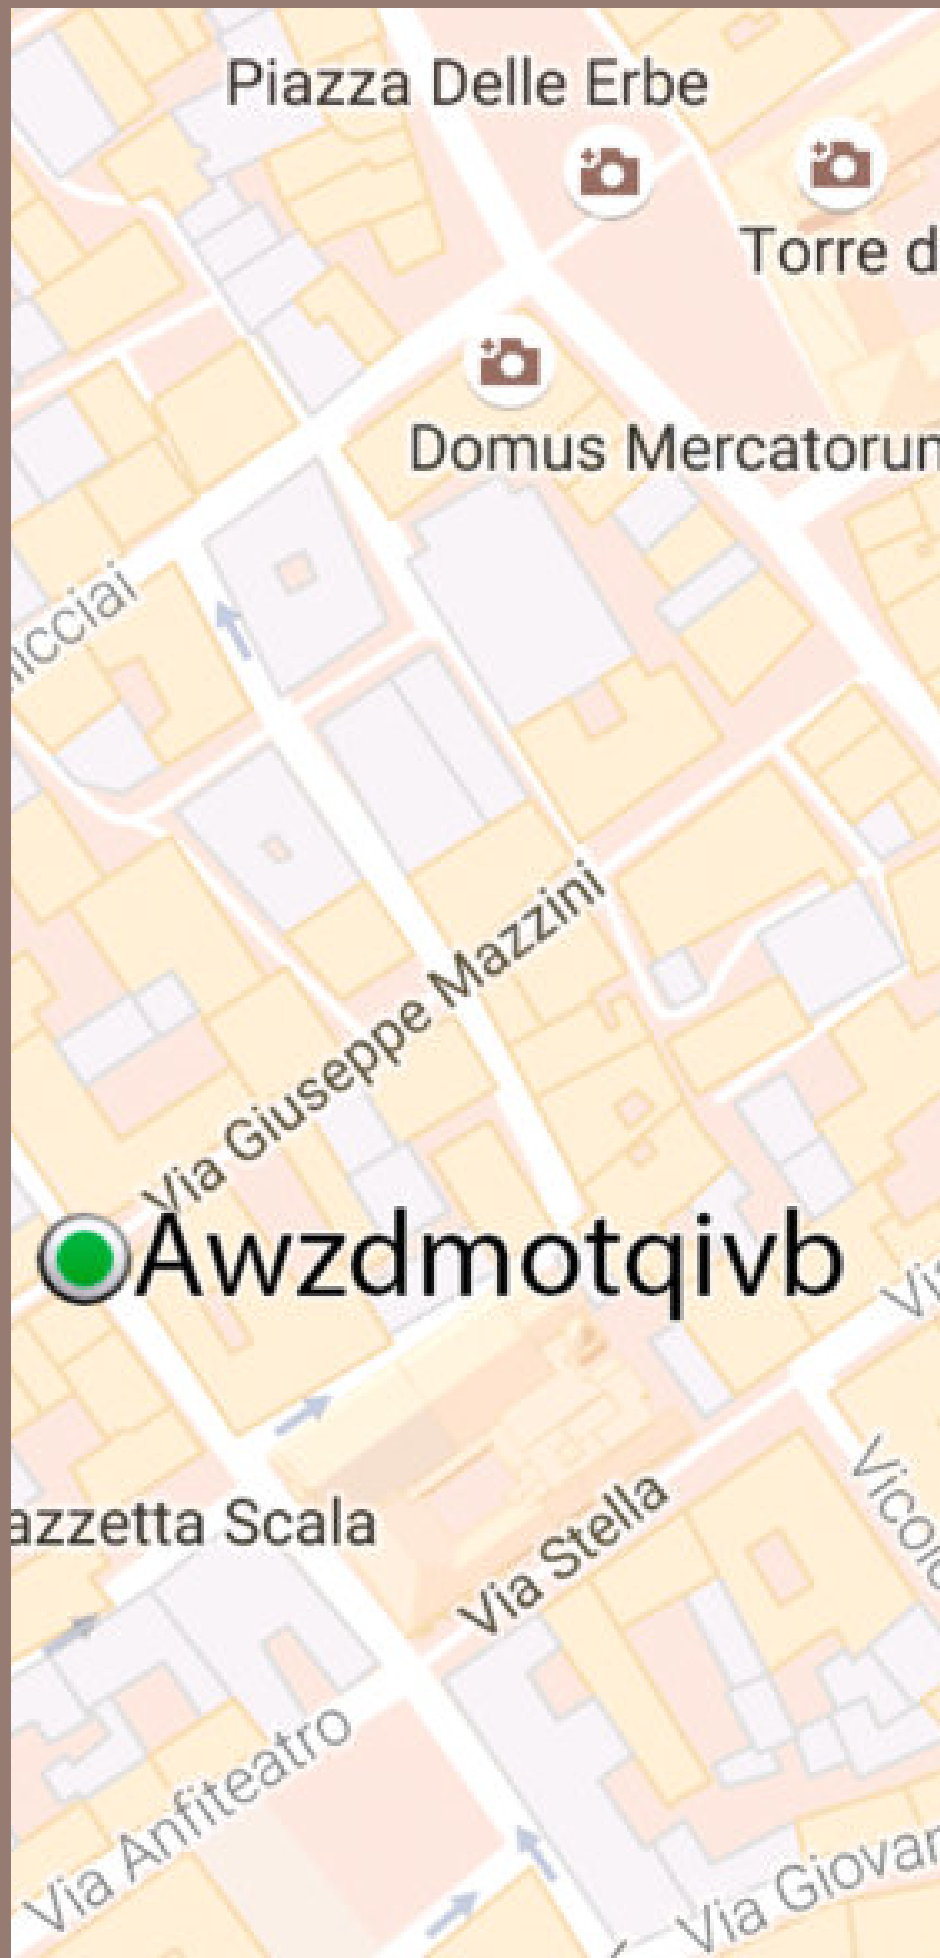 Piazza Delle Erbe
Torre d
Domus Mercatorum
icciai
Via Giuseppe Mazzini
Awzdmotqivb
Via
azzetta Scala
Via Stella
Vicolo
Via Anfiteatro
Via Giovan